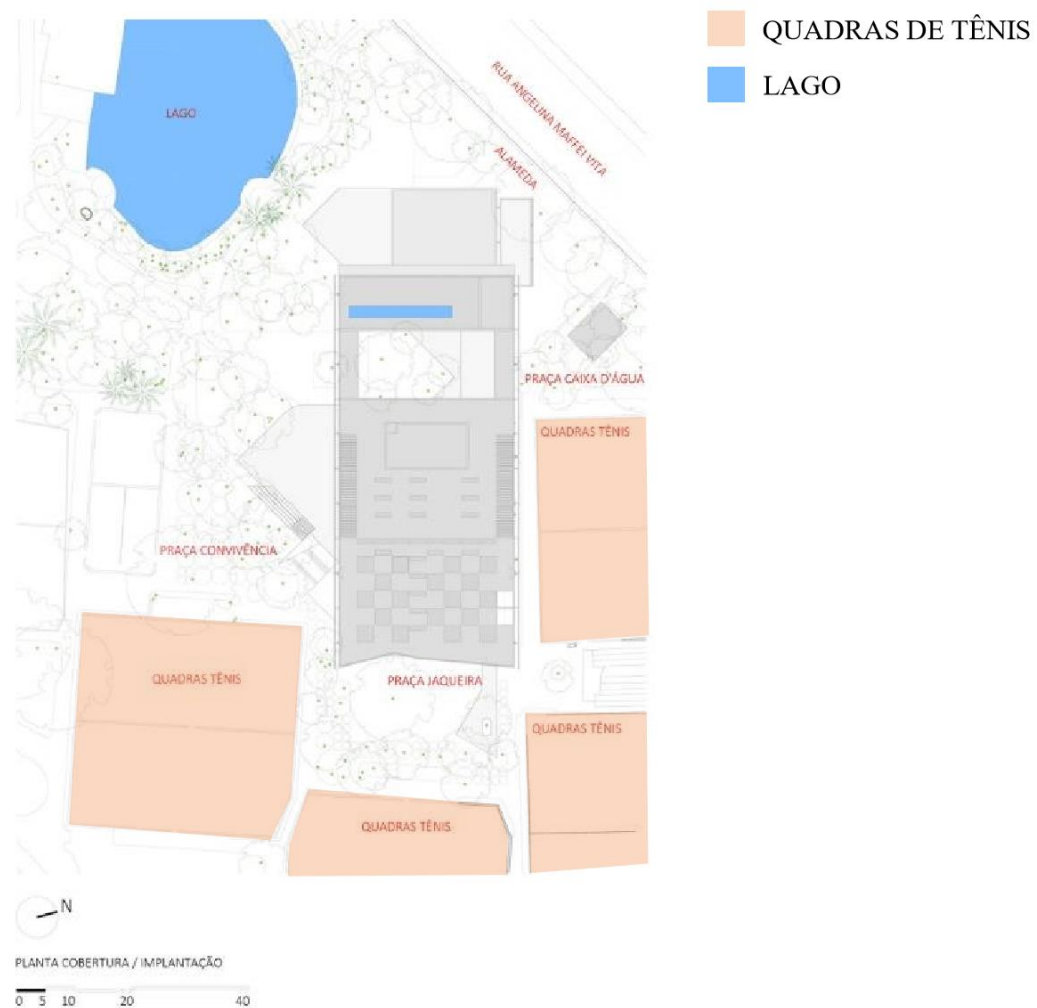 QUADRAS DE TÊNIS
LAGO
LAGO
RUA ANGELINA MAFFEI VITA
ALAMEDA
PRAÇA CAIXA D'ÁGUA
QUADRAS TÊNIS
PRAÇA CONVIVÊNCIA
QUADRAS TÊNIS
PRAÇA JAQUEIRA
QUADRAS TÊNIS
QUADRAS TÊNIS
N
PLANTA COBERTURA / IMPLANTAÇÃO
0 5 10 20 40